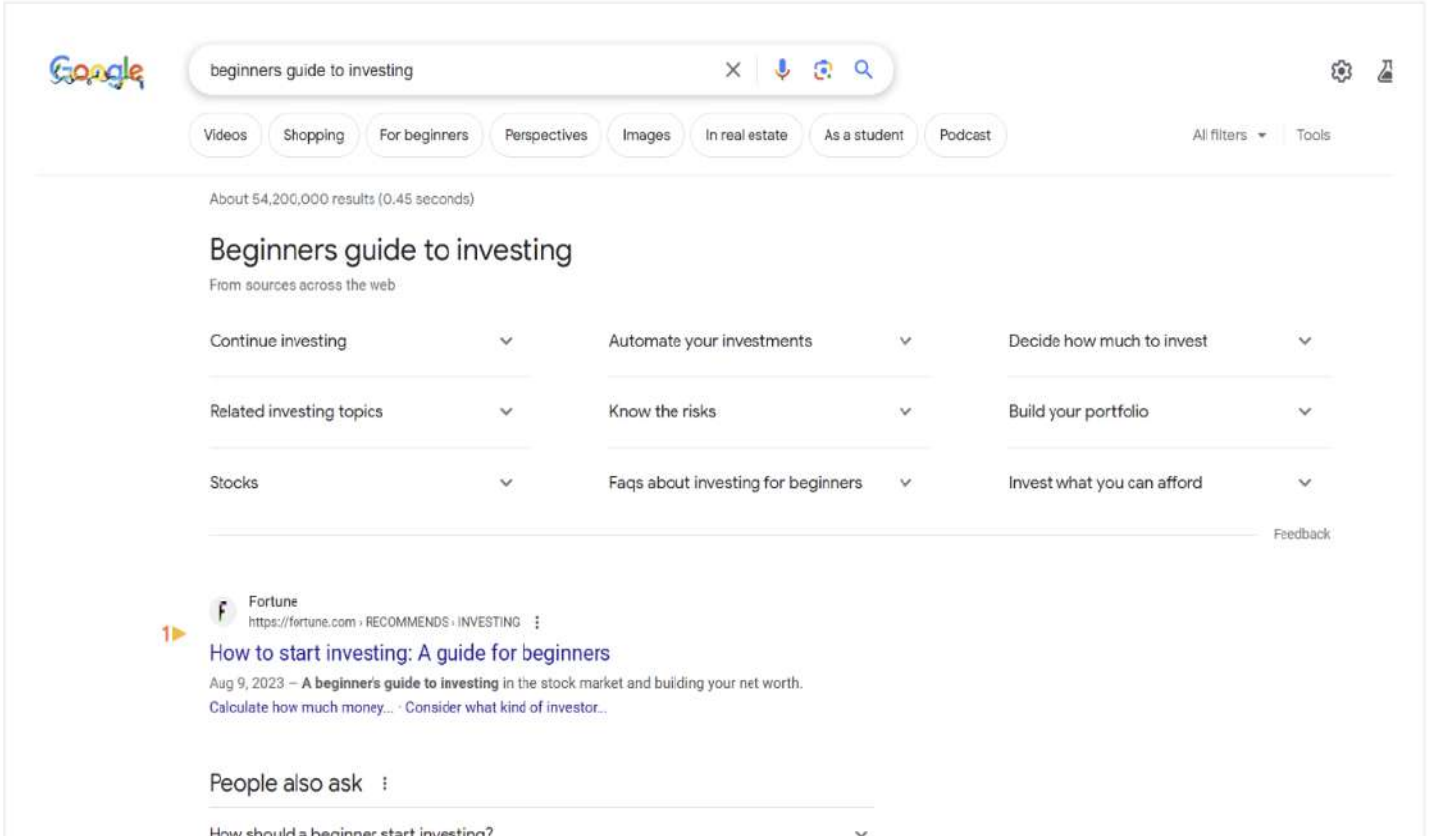 Google
beginners guide to investing
Videos Shopping For beginners Perspectives Images In real estate As a student Podcast All filters Tools
About 54,200,000 results (0.45 seconds)
Beginners guide to investing
From sources across the web
Continue investing Automate your investments Decide how much to invest
Related investing topics Know the risks Build your portfolio
Stocks Faqs about investing for beginners Invest what you can afford
Feedback
Fortune
https://fortune.com › RECOMMENDS › INVESTING
1
How to start investing: A guide for beginners
Aug 9, 2023 — A beginner's guide to investing in the stock market and building your net worth.
Calculate how much money... · Consider what kind of investor...
People also ask
How should a beginner start investing?